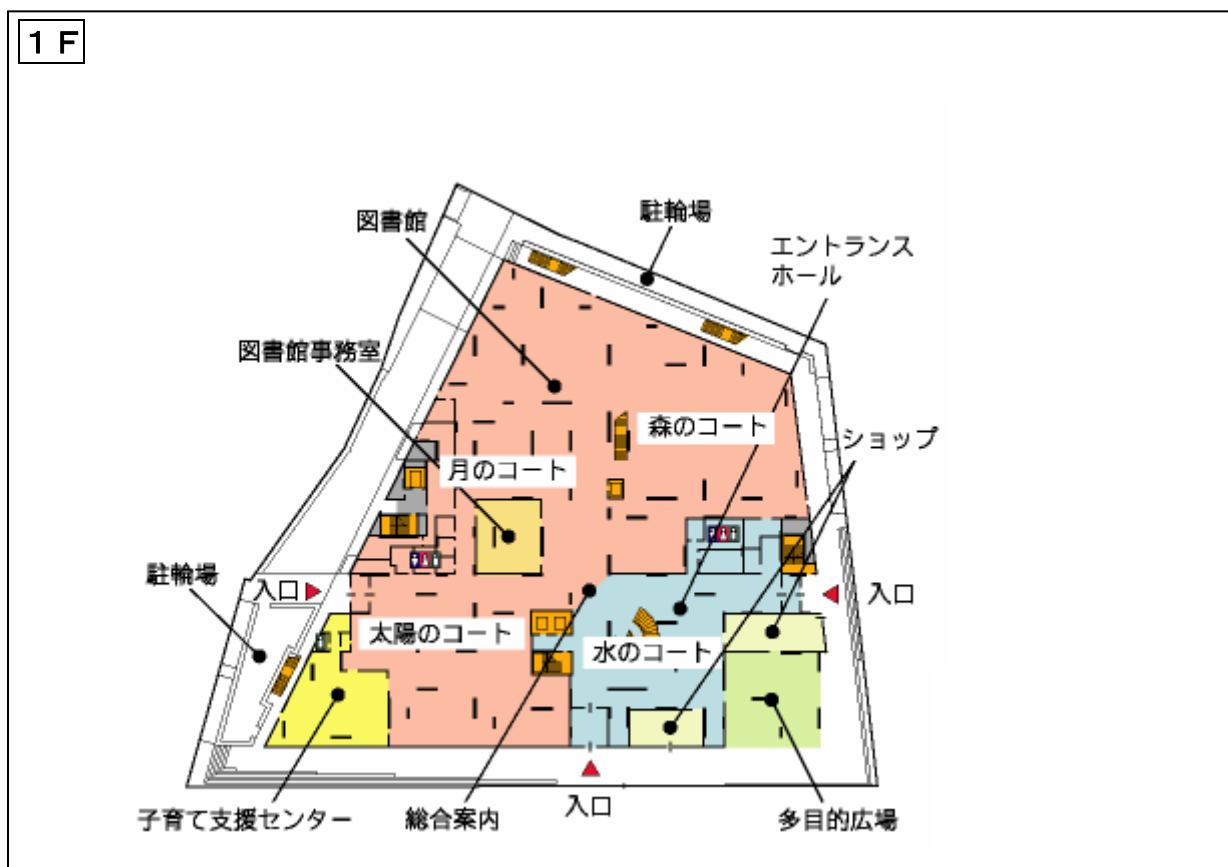 １Ｆ
図書館
駐輪場
エントランス
ホール
図書館事務室
森のコート
ショップ
月のコート
駐輪場
入口
入口
太陽のコート
水のコート
子育て支援センター
総合案内
入口
多目的広場